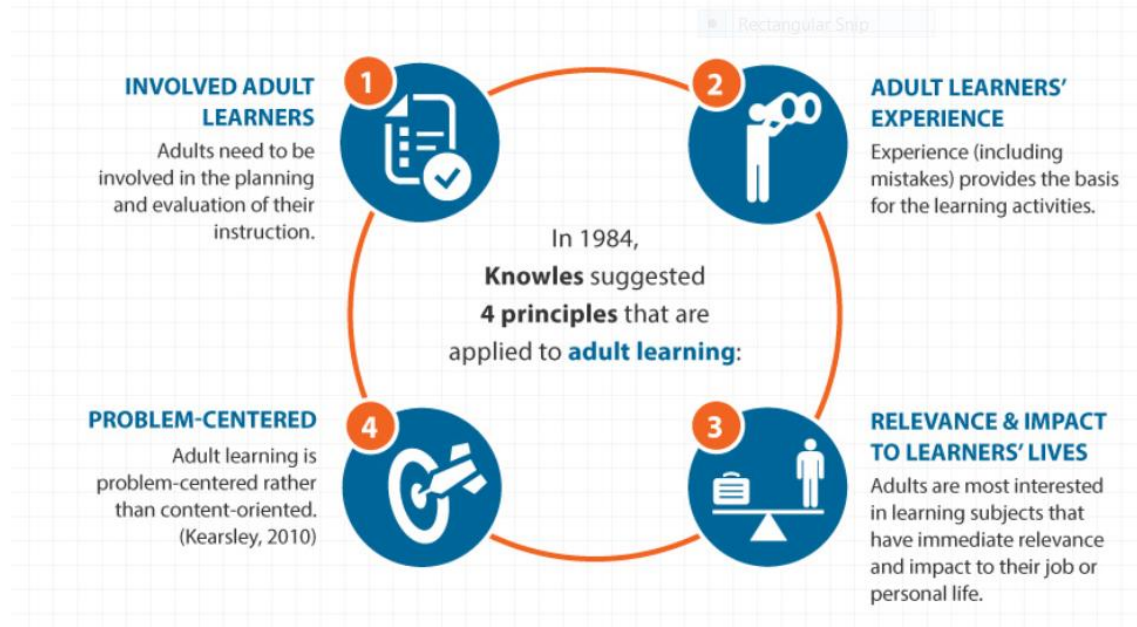 Rectangular Snip
1
INVOLVED ADULT
LEARNERS
Adults need to be
involved in the planning
and evaluation of their
instruction.
2
ADULT LEARNERS'
EXPERIENCE
Experience (including
mistakes) provides the basis
for the learning activities.
In 1984,
Knowles suggested
4 principles that are
applied to adult learning:
3
RELEVANCE & IMPACT
TO LEARNERS' LIVES
Adults are most interested
in learning subjects that
have immediate relevance
and impact to their job or
personal life.
4
PROBLEM-CENTERED
Adult learning is
problem-centered rather
than content-oriented.
(Kearsley, 2010)